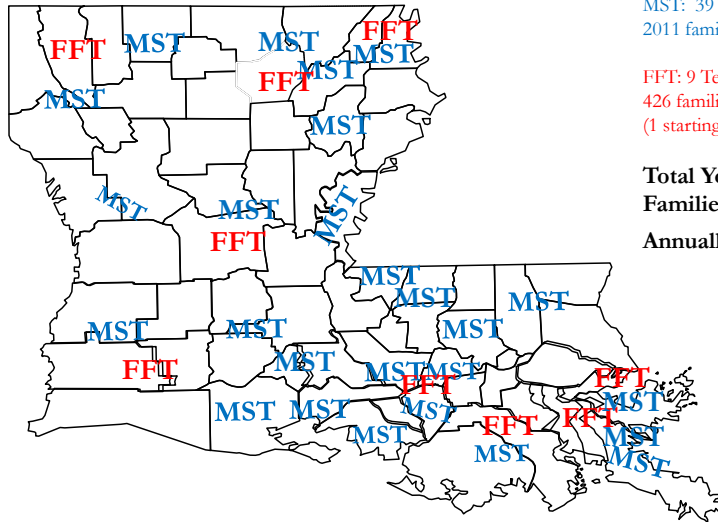 FFT
FFT
MST
MST
MST
MST
FFT
MST
MST
MST
MST
MST
FFT
MST
MST
MST
MST
MST
MST
MST
FFT
MST
MST
FFT
FFT
MST
MST
MST
MST
FFT
FFT
MST
MST
MST
MST
MST: 39
2011 fami
FFT: 9 Te
426 famili
(1 starting
Total Yo
Familie
Annuall